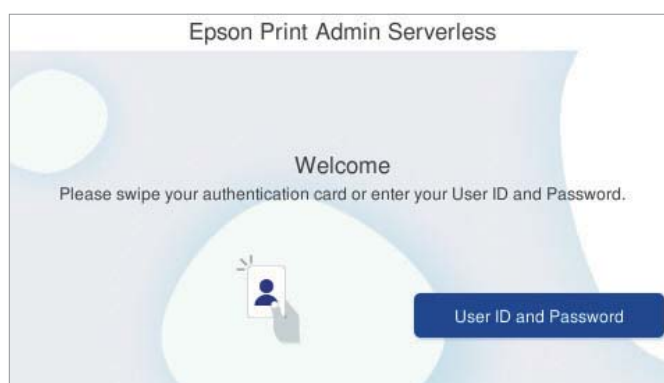 Epson Print Admin Serverless
Welcome
Please swipe your authentication card or enter your User ID and Password.
User ID and Password